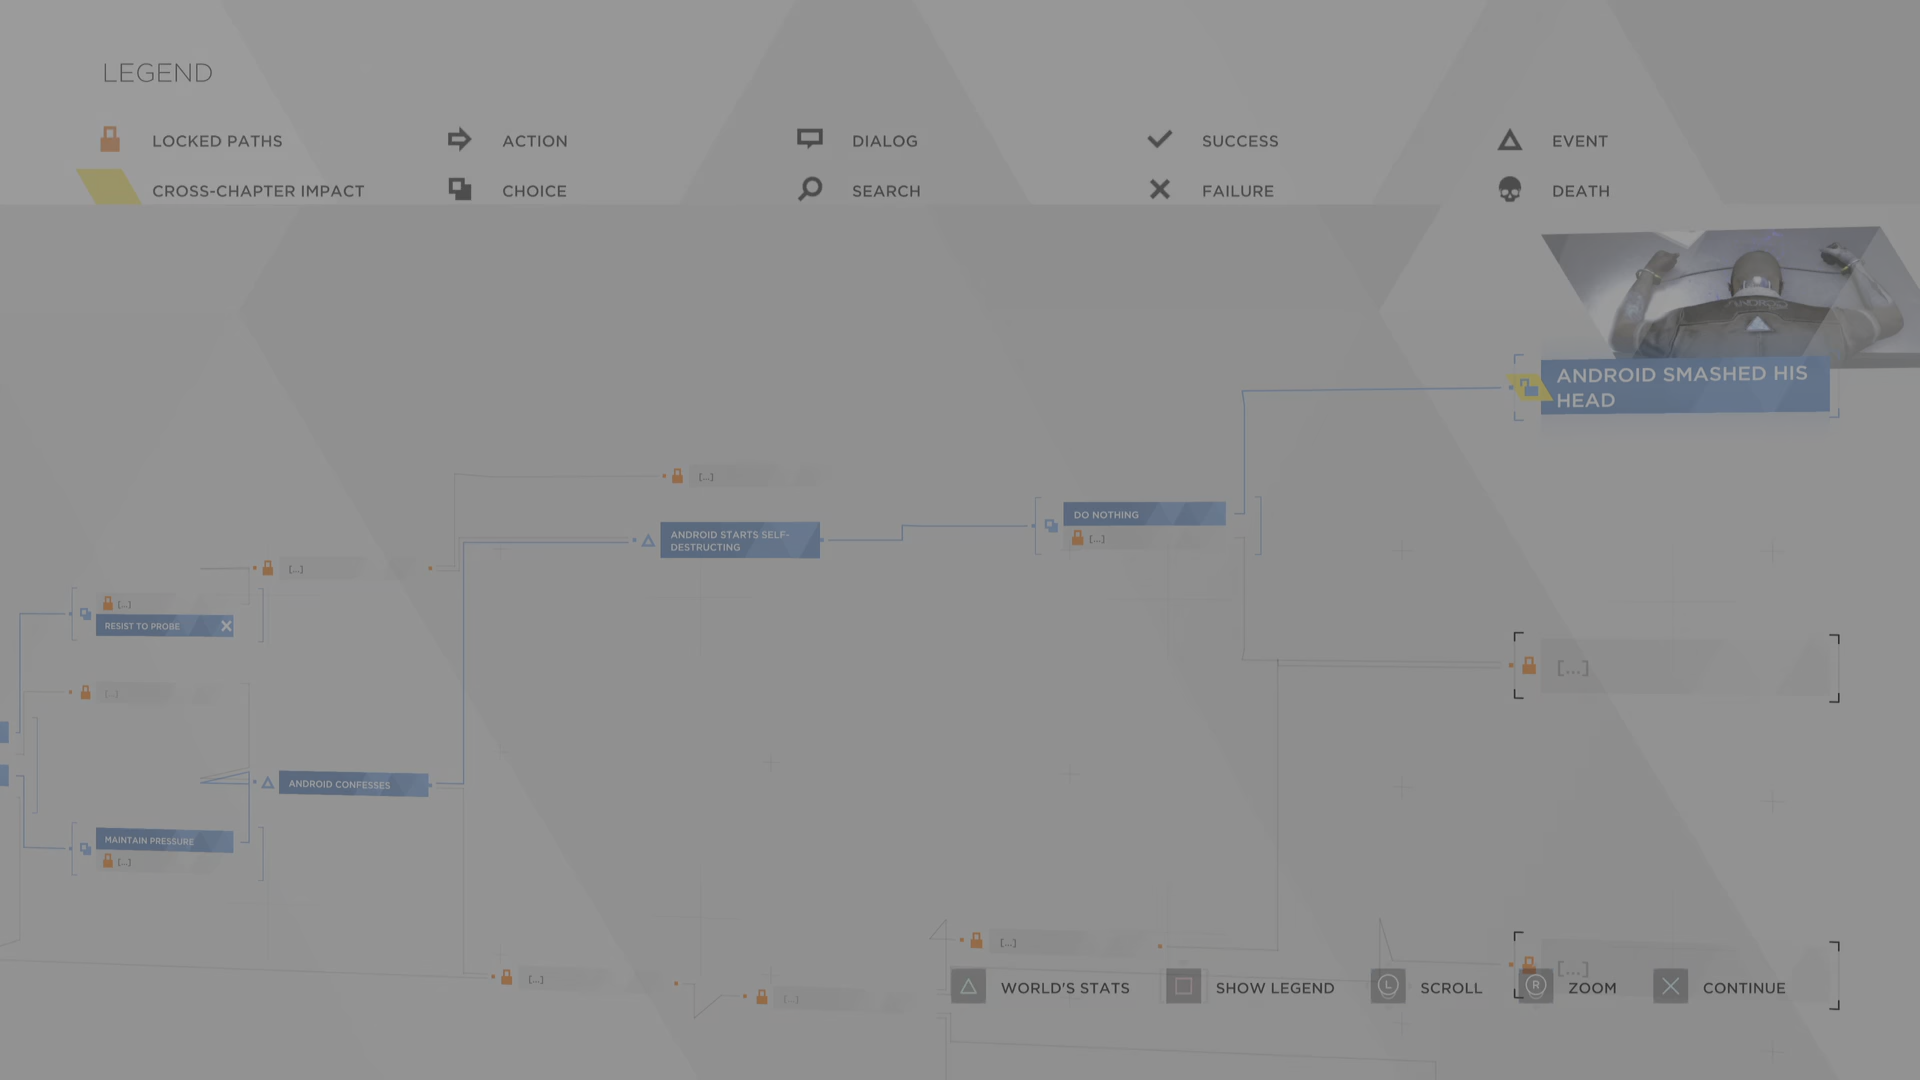 LEGEND
LOCKED PATHS
ACTION
DIALOG
SUCCESS
EVENT
CROSS-CHAPTER IMPACT
CHOICE
SEARCH
FAILURE
DEATH
ANDROID
ANDROID SMASHED HIS
HEAD
[...]
DO NOTHING
[...]
ANDROID STARTS SELF-
DESTRUCTING
[...]
[...]
RESIST TO PROBE
[...]
[...]
[...]
ANDROID CONFESSES
MAINTAIN PRESSURE
[...]
[...]
[...]
[...]
[...]
WORLD'S STATS
SHOW LEGEND
L
SCROLL
R
ZOOM
CONTINUE